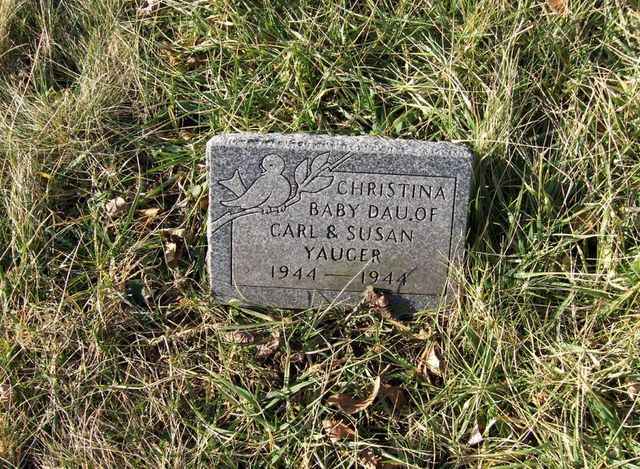 CHRISTINA
BABY DAU.OF
CARL & SUSAN
YAUGER
1944 — 1944